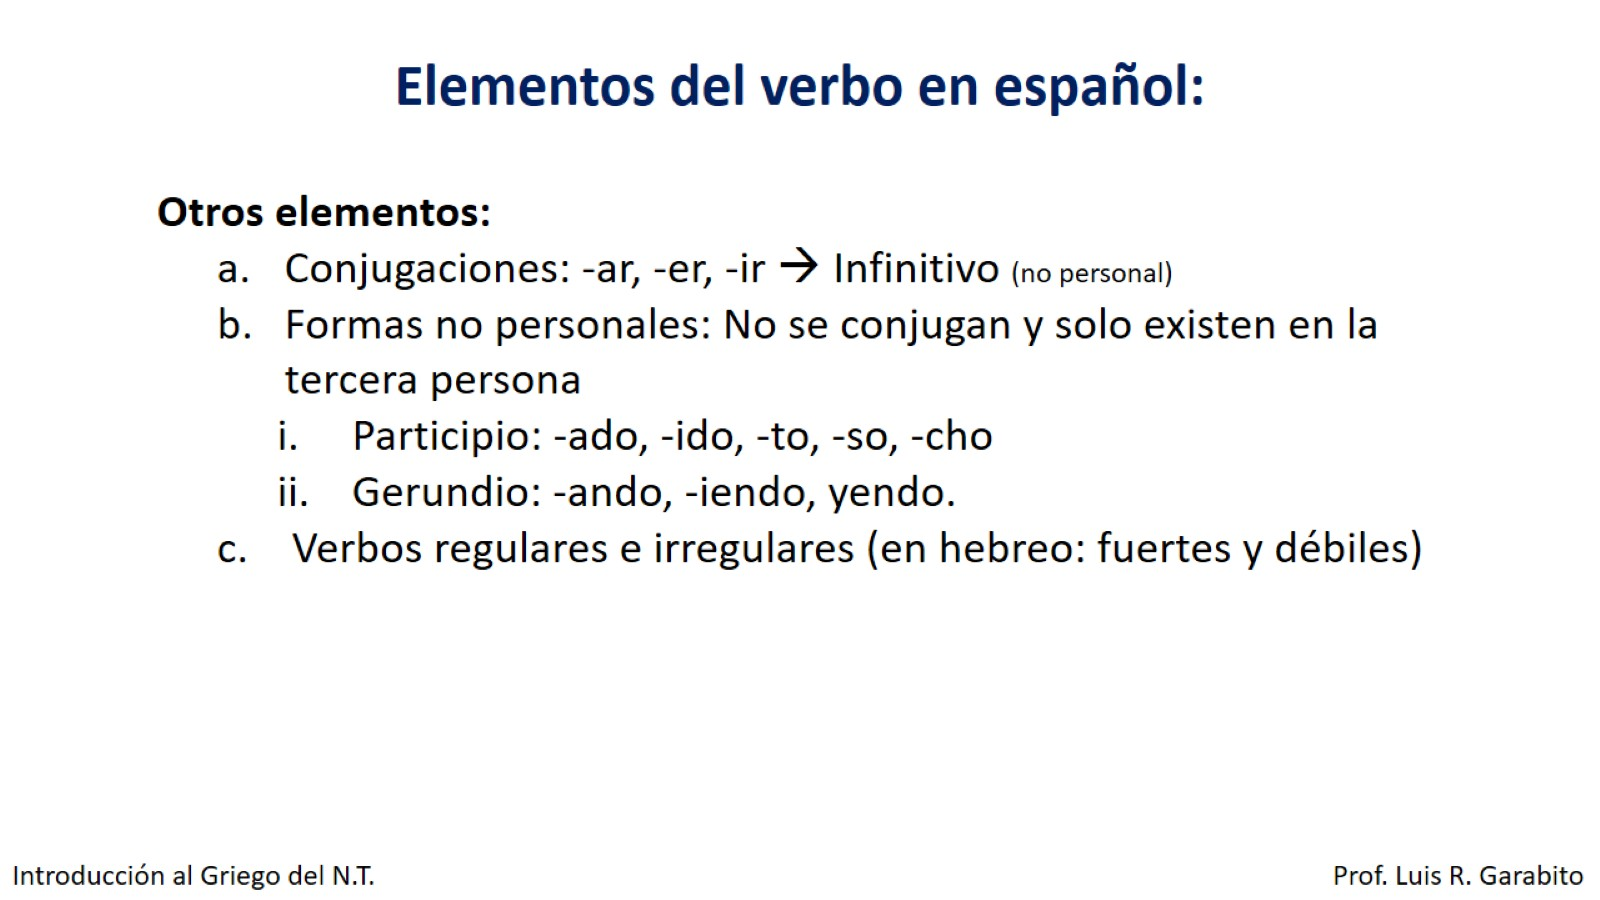 Elementos del verbo en español:
Otros elementos:
a. Conjugaciones: -ar, -er, -ir → Infinitivo (no personal)
b. Formas no personales: No se conjugan y solo existen en la
tercera persona
i. Participio: -ado, -ido, -to, -so, -cho
ii. Gerundio: -ando, -iendo, yendo.
c. Verbos regulares e irregulares (en hebreo: fuertes y débiles)
Introducción al Griego del N.T.
Prof. Luis R. Garabito